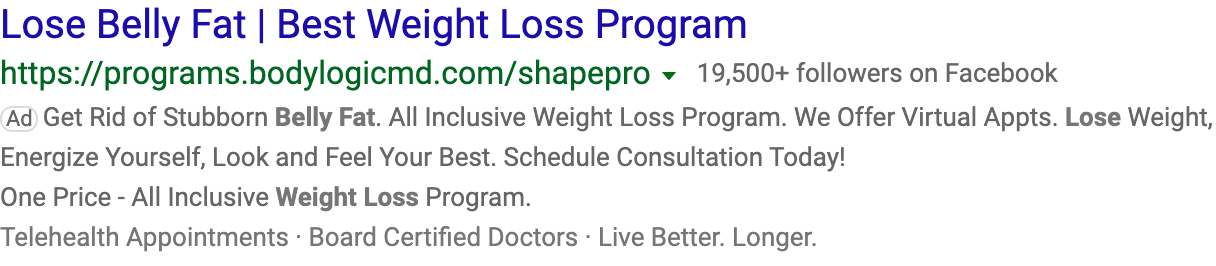 Lose Belly Fat | Best Weight Loss Program
https://programs.bodylogicmd.com/shapepro 19,500+ followers on Facebook
Ad Get Rid of Stubborn Belly Fat. All Inclusive Weight Loss Program. We Offer Virtual Appts. Lose Weight,
Energize Yourself, Look and Feel Your Best. Schedule Consultation Today!
One Price - All Inclusive Weight Loss Program.
Telehealth Appointments · Board Certified Doctors · Live Better. Longer.